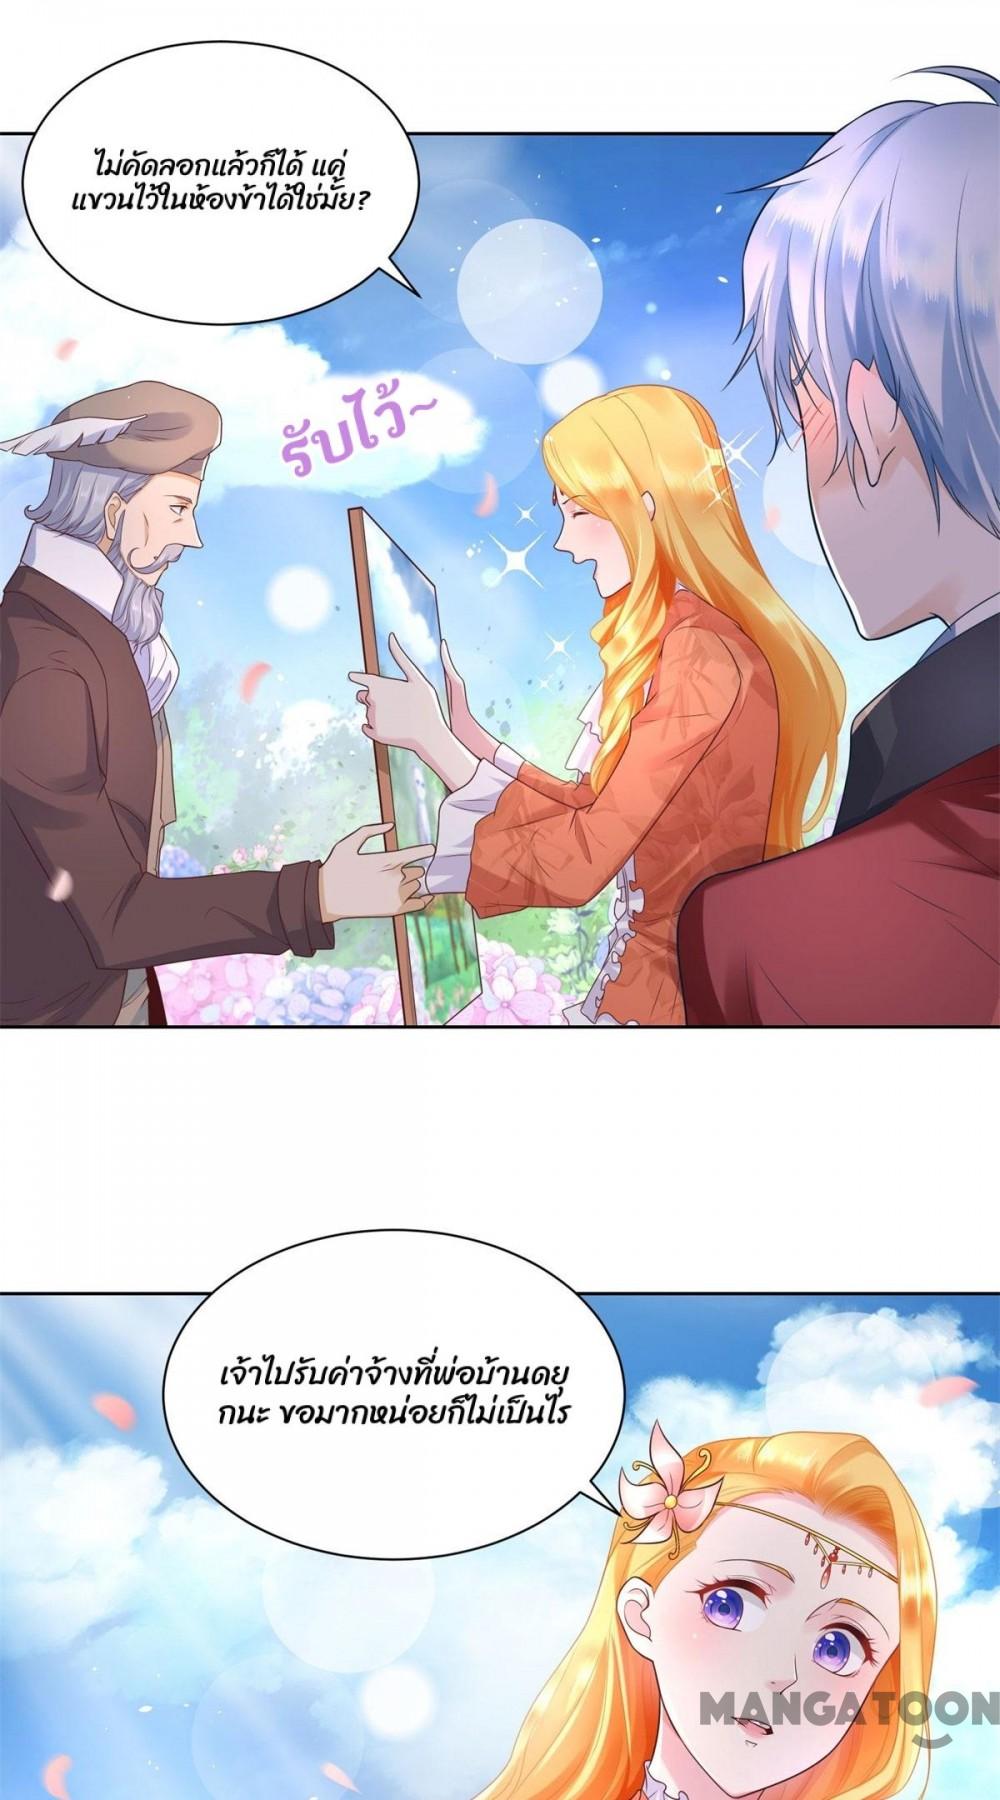 ไม่คัดลอกแล้วก็ได้ แค่
แขวนไว้ในห้องข้าได้ใช่มั้ย?
รับไว้~
เจ้าไปรับค่าจ้างที่พ่อบ้านดยุ
กนะ ขอมากหน่อยก็ไม่เป็นไร
MANGATOON